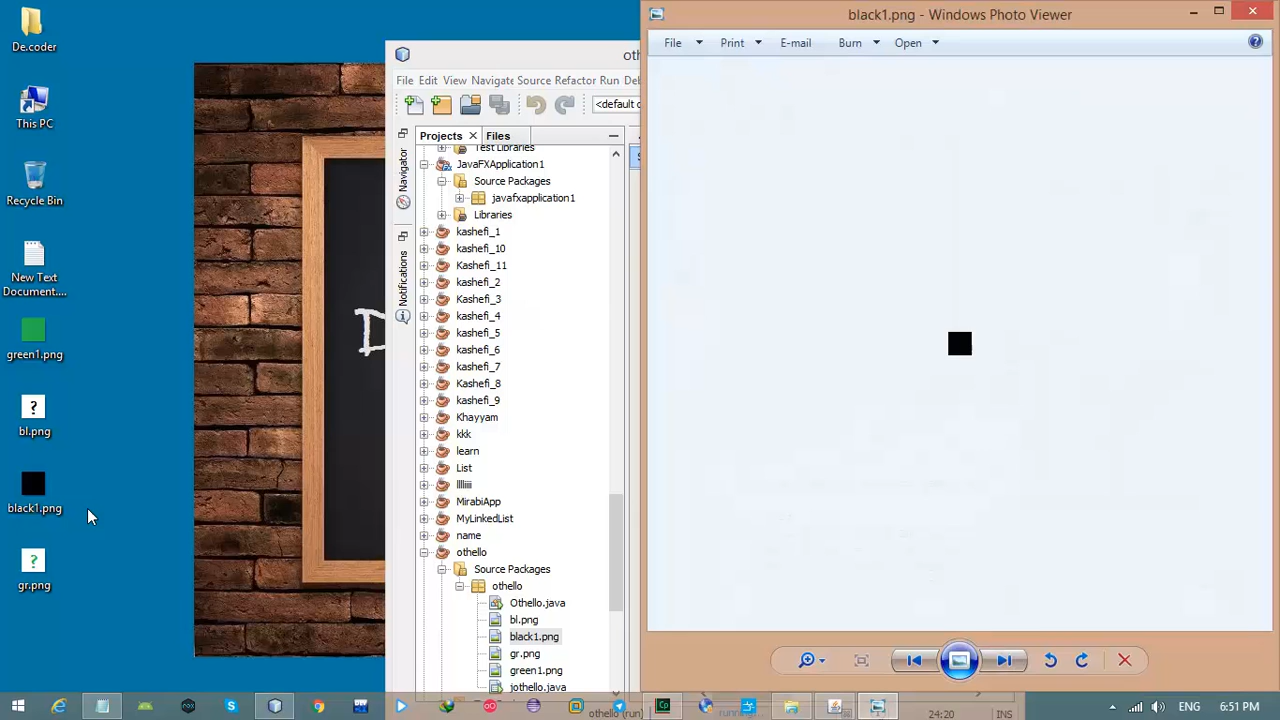 De.coder
This PC
Recycle Bin
New Text
Document....
green1.png
?
bl.png
black1.png
?
gr.png
D
File Edit View Navigate Source Refactor Run
<default
Projects Files
Navigator
Notifications
Test Libraries
JavaFXApplication1
Source Packages
javafxapplication1
Libraries
kashefi_1
kashefi_10
Kashefi_11
kashefi_2
Kashefi_3
kashefi_4
kashefi_5
kashefi_6
kashefi_7
Kashefi_8
kashefi_9
Khayyam
kkk
learn
List
MirabiApp
MyLinkedList
name
othello
Source Packages
othello
Othello.java
bl.png
black1.png
gr.png
green1.png
jothello.java
black1.png - Windows Photo Viewer
File Print E-mail Burn Open
othello (run)
running...
24:20 INS
ENG 6:51 PM